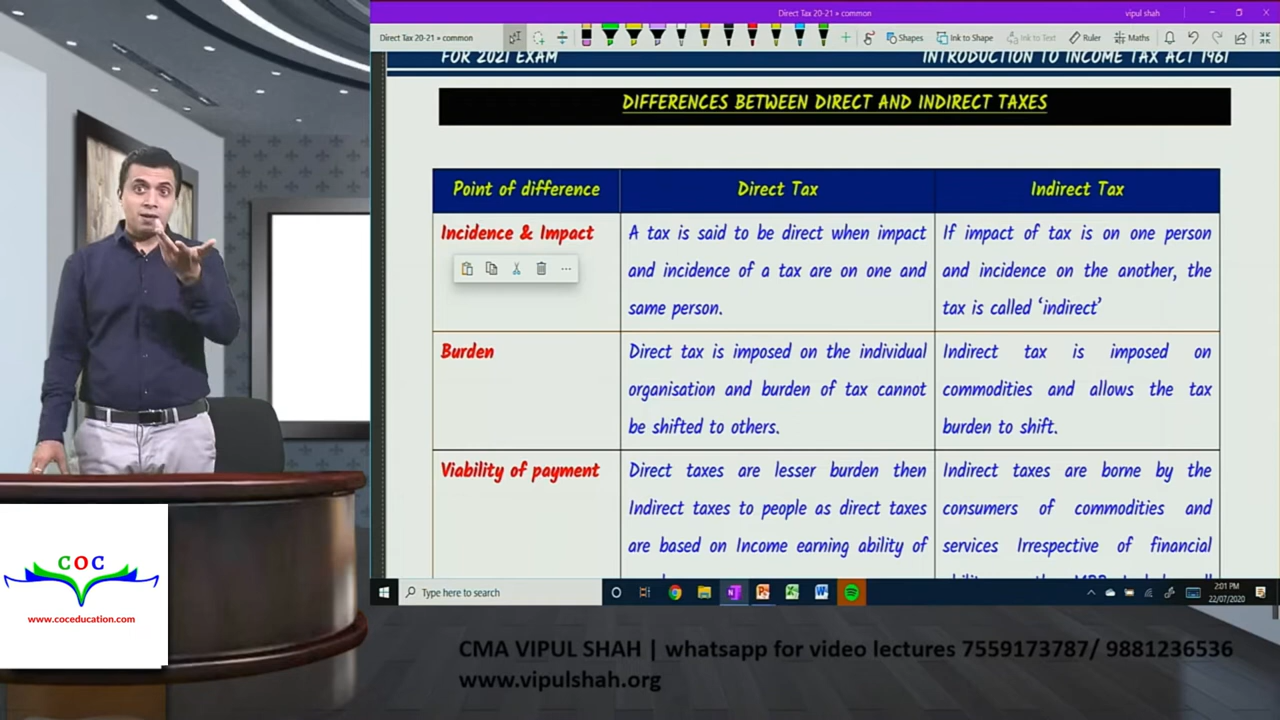 Direct Tax 20-21 » common
vipul shah
Direct Tax 20-21 » common
Shapes
Ink to Shape
Ink to Text
Ruler
Maths
FOR 2021 EXAM
INTRODUCTION TO INCOME TAX ACT 1961
DIFFERENCES BETWEEN DIRECT AND INDIRECT TAXES
Point of difference
Direct Tax
Indirect Tax
Incidence & Impact
A tax is said to be direct when impact
and incidence of a tax are on one and
same person.
If impact of tax is on one person
and incidence on the another, the
tax is called ‘indirect’
Burden
Direct tax is imposed on the individual
organisation and burden of tax cannot
be shifted to others.
Indirect tax is imposed on
commodities and allows the tax
burden to shift.
Viability of payment
Direct taxes are lesser burden then
Indirect taxes to people as direct taxes
are based on Income earning ability of
Indirect taxes are borne by the
consumers of commodities and
services Irrespective of financial
Type here to search
2:01 PM
22/07/2020
COC
www.coceducation.com
CMA VIPUL SHAH | whatsapp for video lectures 7559173787/ 9881236536
www.vipulshah.org